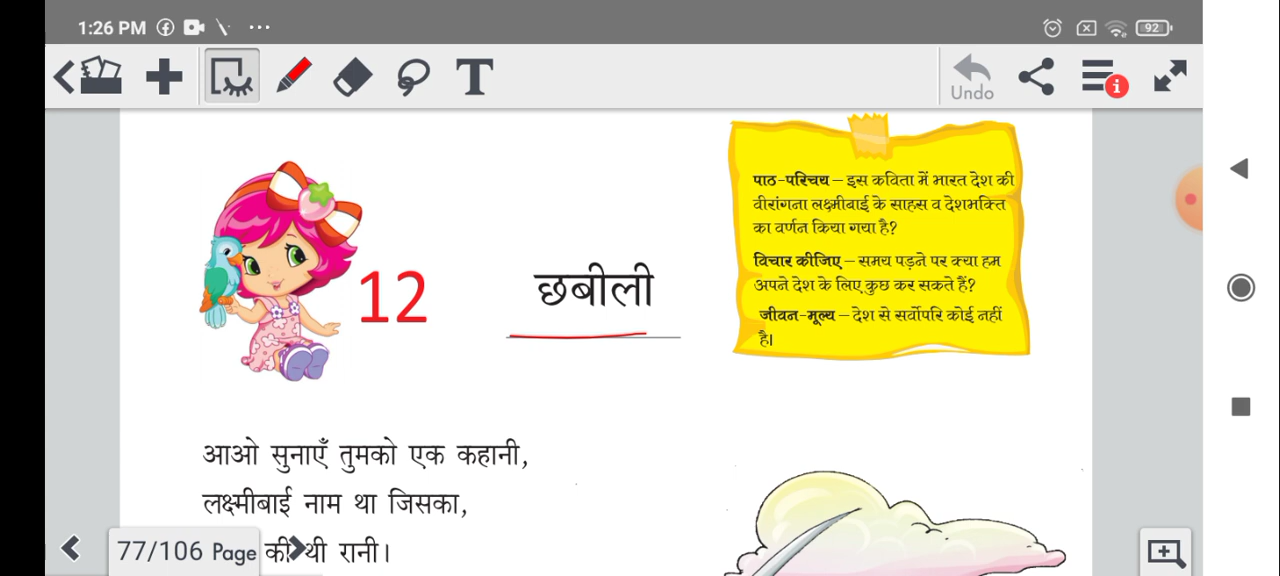 1:26 PM
92
T
Undo
i
12
छबीली
पाठ-परिचय – इस कविता में भारत देश की
वीरांगना लक्ष्मीबाई के साहस व देशभक्ति
का वर्णन किया गया है?
विचार कीजिए – समय पड़ने पर क्या हम
अपने देश के लिए कुछ कर सकते हैं?
जीवन-मूल्य – देश से सर्वोपरि कोई नहीं
है।
आओ सुनाएँ तुमको एक कहानी,
लक्ष्मीबाई नाम था जिसका,
की थी रानी।
77/106 Page